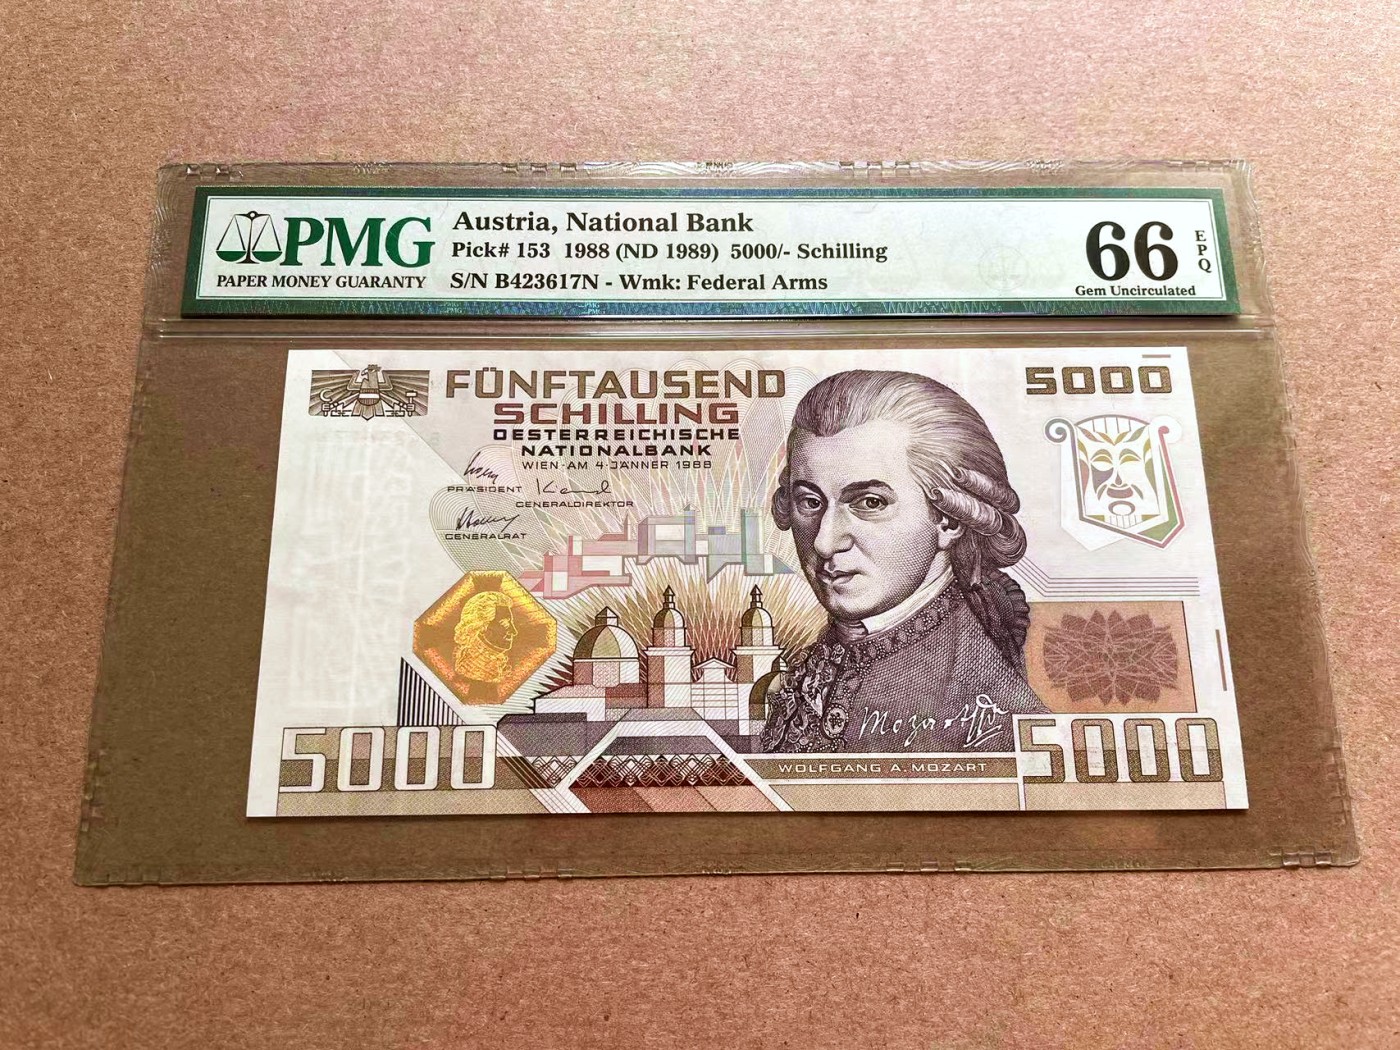 PMG
PAPER MONEY GUARANTY
Austria, National Bank
Pick# 153 1988 (ND 1989) 5000/- Schilling
S/N B423617N - Wmk: Federal Arms
66
EPQ
Gem Uncirculated
FÜNFTAUSEND
SCHILLING
OESTERREICHISCHE
NATIONALBANK
WIEN·AM 4·JÄNNER 1988
PRÄSIDENT
GENERALDIREKTOR
GENERALRAT
5000
5000
Mozart
WOLFGANG A. MOZART
5000